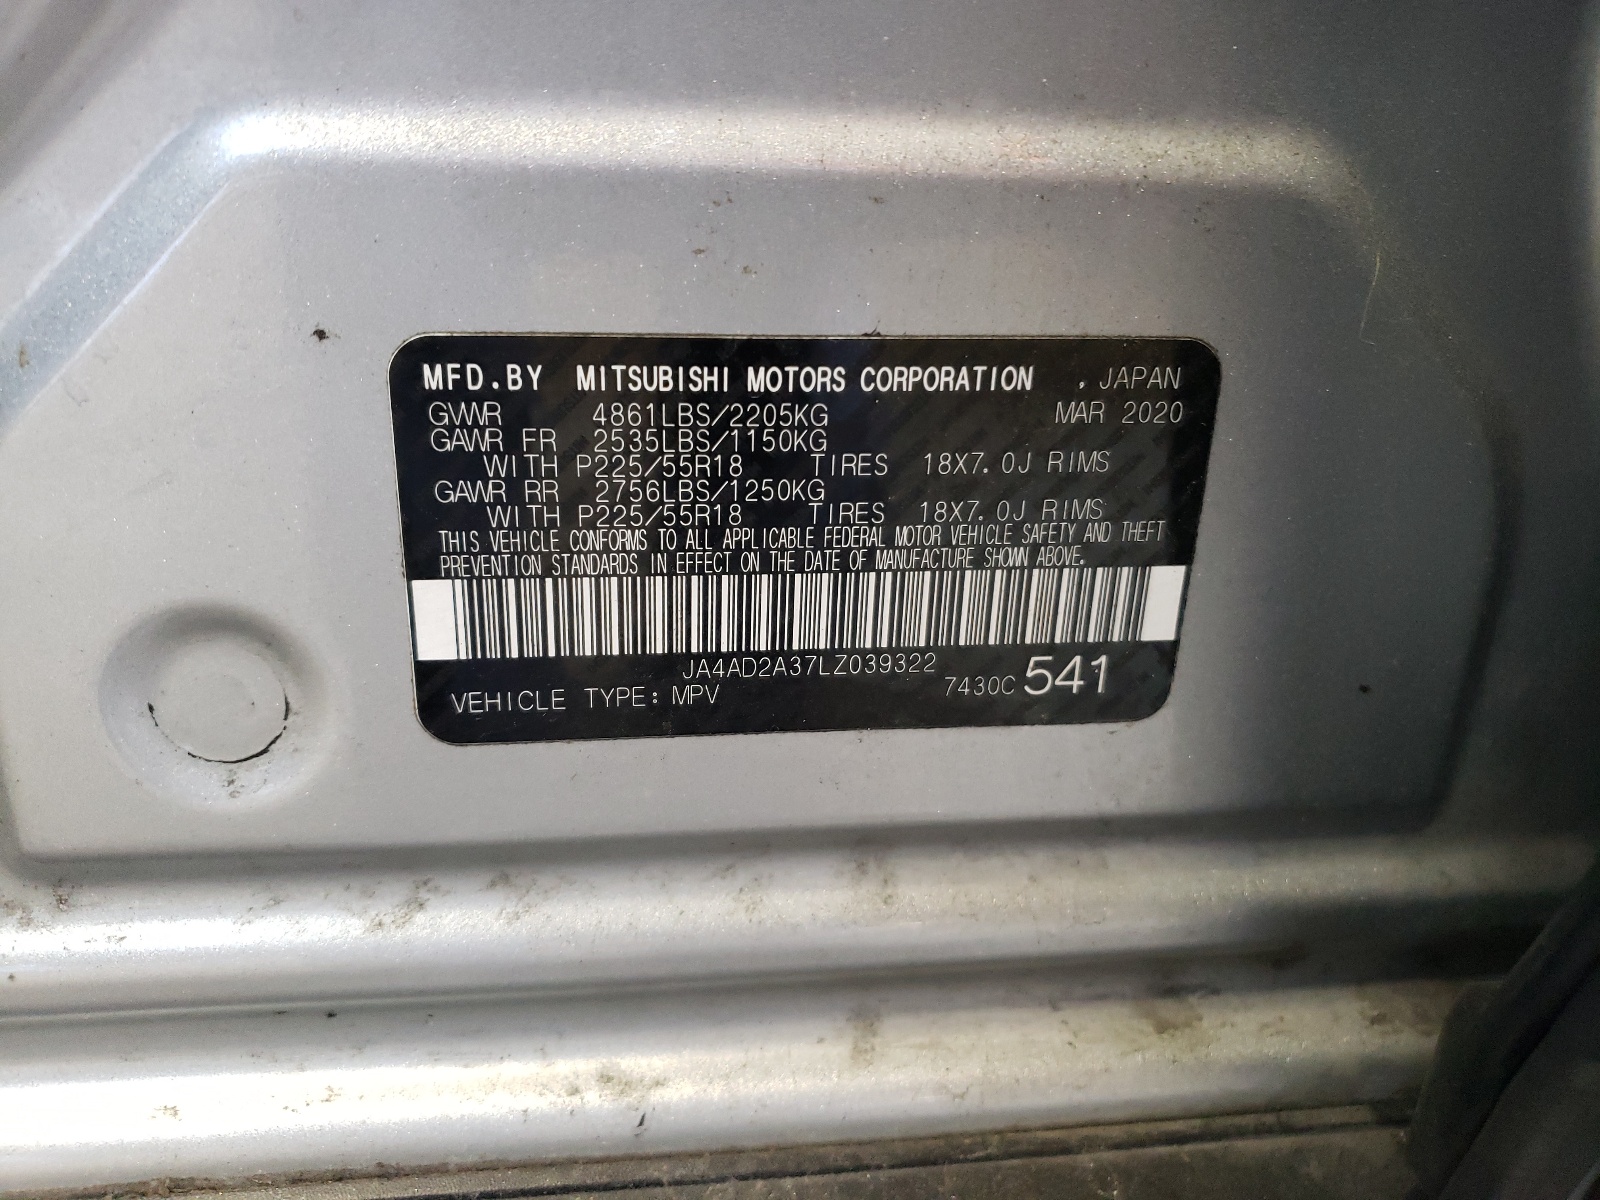 MFD.BY MITSUBISHI MOTORS CORPORATION , JAPAN
GVWR 4861LBS/2205KG MAR 2020
GAWR FR 2535LBS/1150KG
WITH P225/55R18 TIRES 18X7.0J RIMS
GAWR RR 2756LBS/1250KG
WITH P225/55R18 TIRES 18X7.0J RIMS
THIS VEHICLE CONFORMS TO ALL APPLICABLE FEDERAL MOTOR VEHICLE SAFETY AND THEFT
PREVENTION STANDARDS IN EFFECT ON THE DATE OF MANUFACTURE SHOWN ABOVE.
JA4AD2A37LZ039322
VEHICLE TYPE: MPV 7430C 541